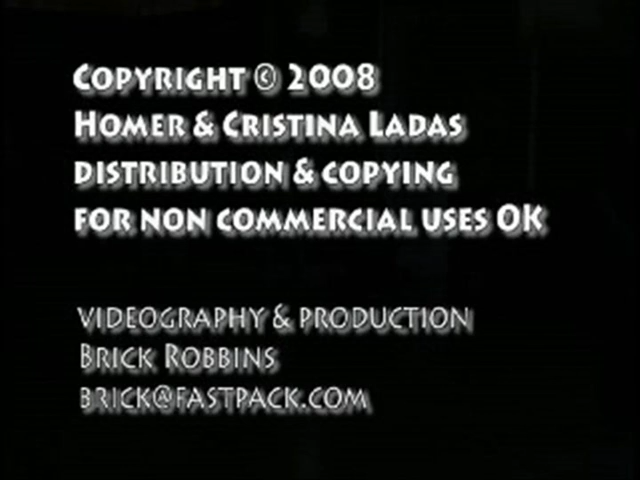 Copyright © 2008
Homer & Cristina Ladas
distribution & copying
for non commercial uses OK
videography & production
Brick Robbins
brick@fastpack.com